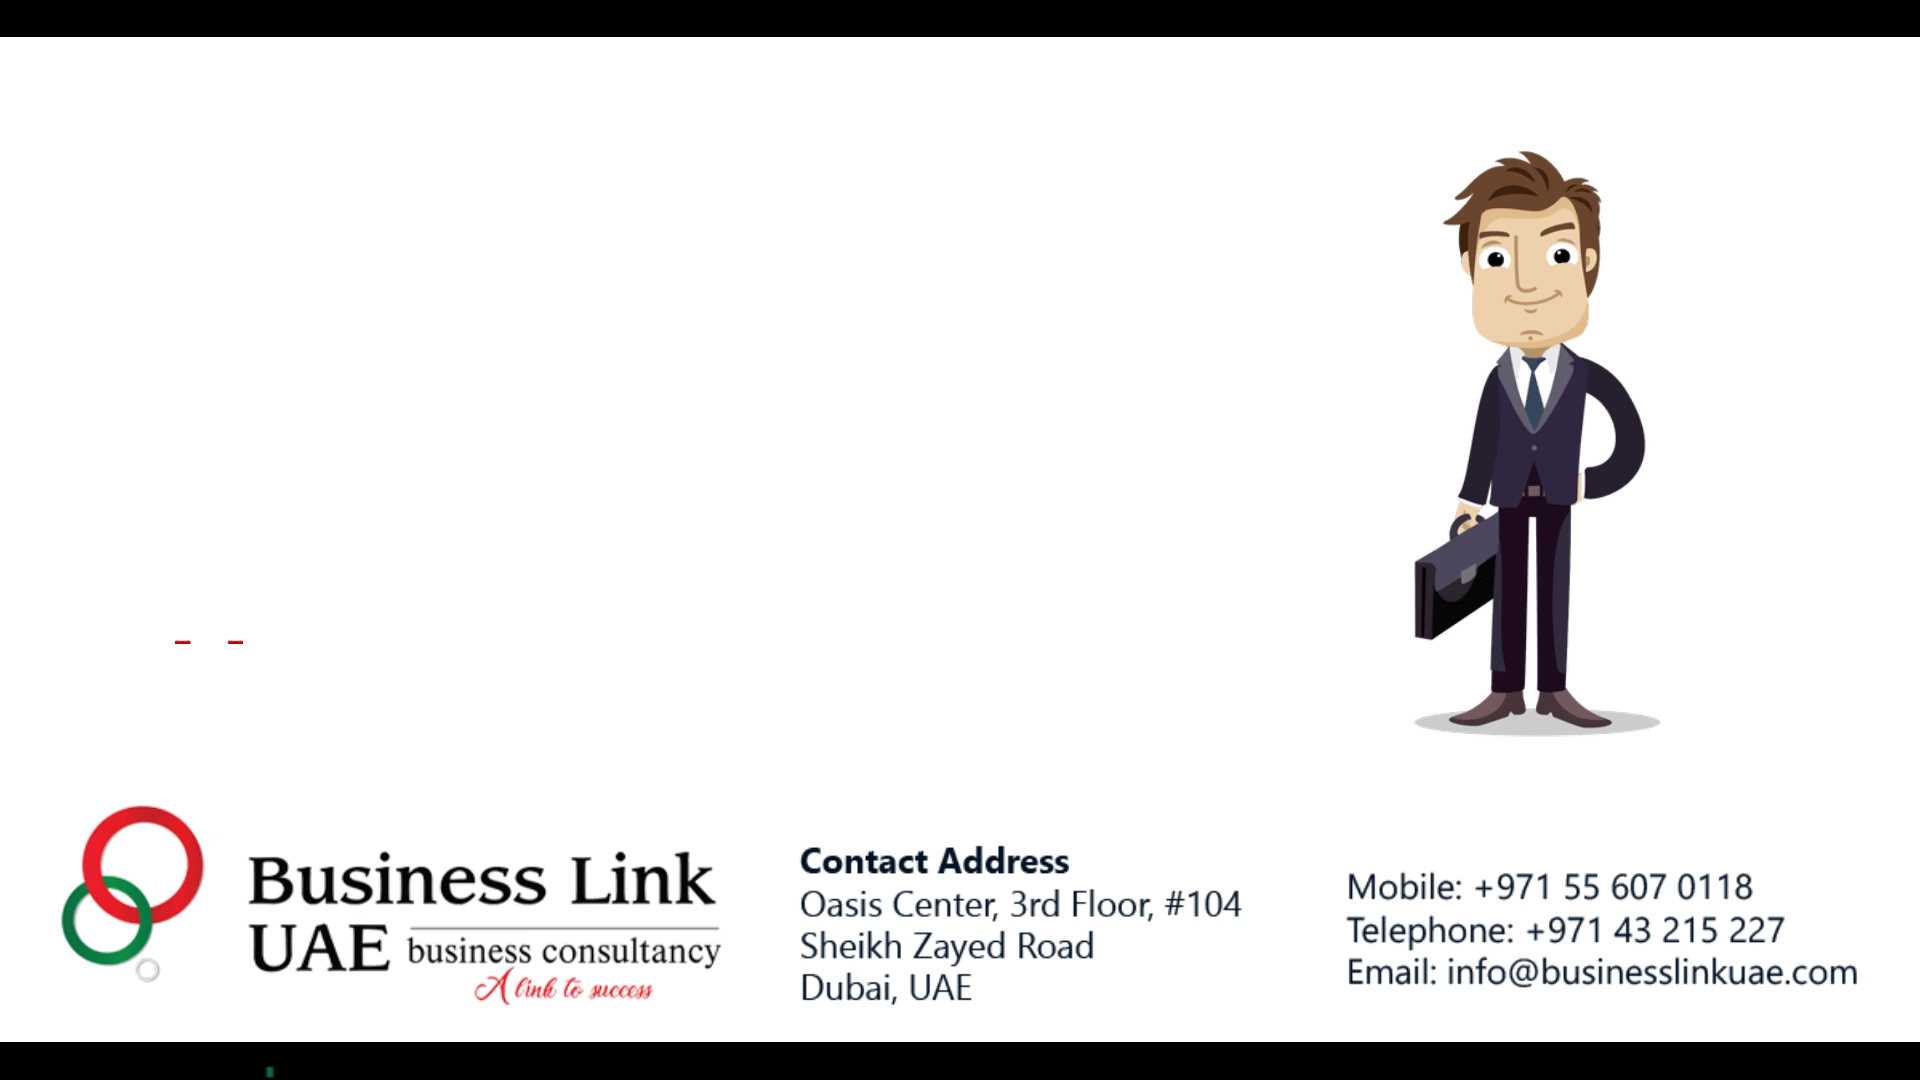 Business Link
UAE business consultancy
A link to success
Contact Address
Oasis Center, 3rd Floor, #104
Sheikh Zayed Road
Dubai, UAE
Mobile: +971 55 607 0118
Telephone: +971 43 215 227
Email: info@businesslinkuae.com